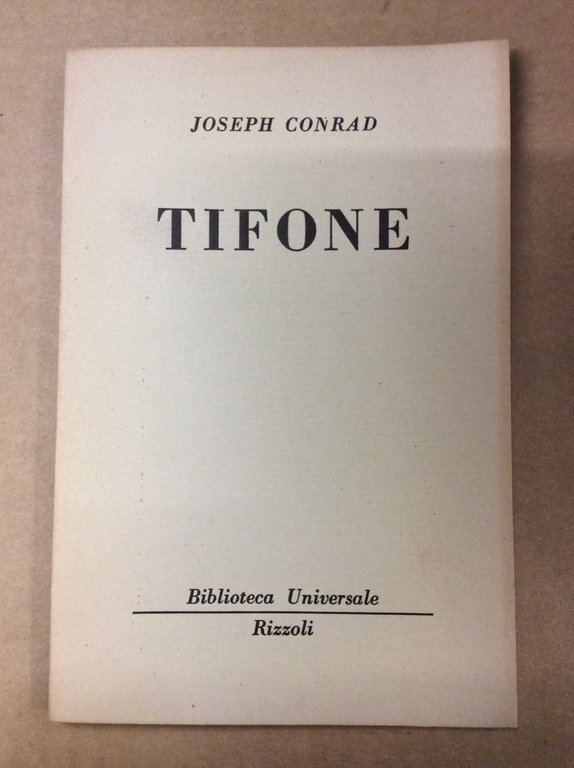 JOSEPH CONRAD
TIFONE
Biblioteca Universale
Rizzoli